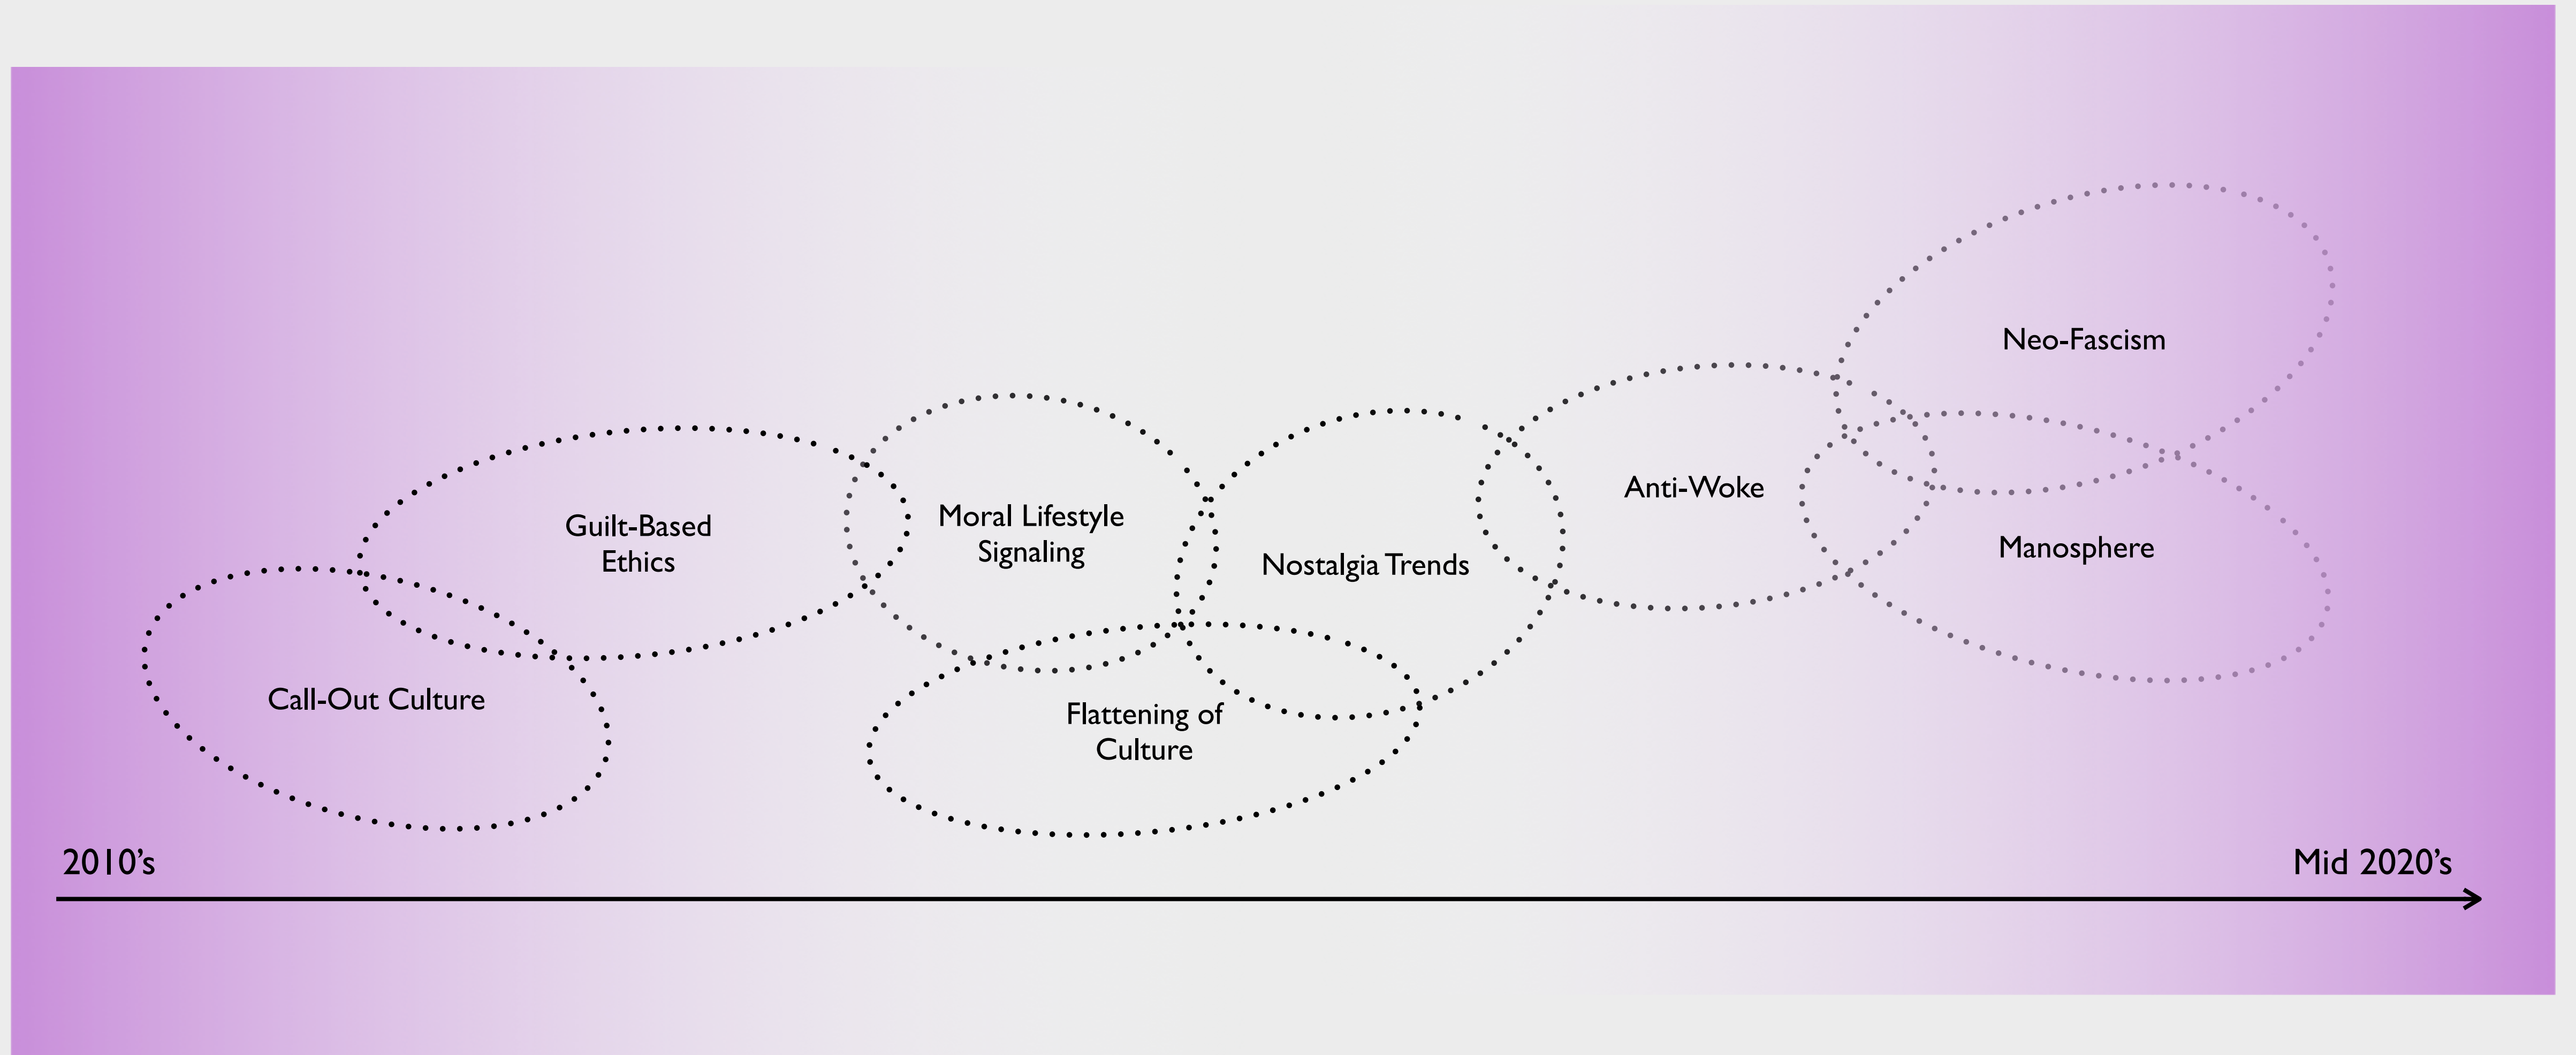 Neo-Fascism
Guilt-Based
Ethics
Moral Lifestyle
Signaling
Nostalgia Trends
Anti-Woke
Manosphere
Call-Out Culture
Flattening of
Culture
2010’s
Mid 2020’s